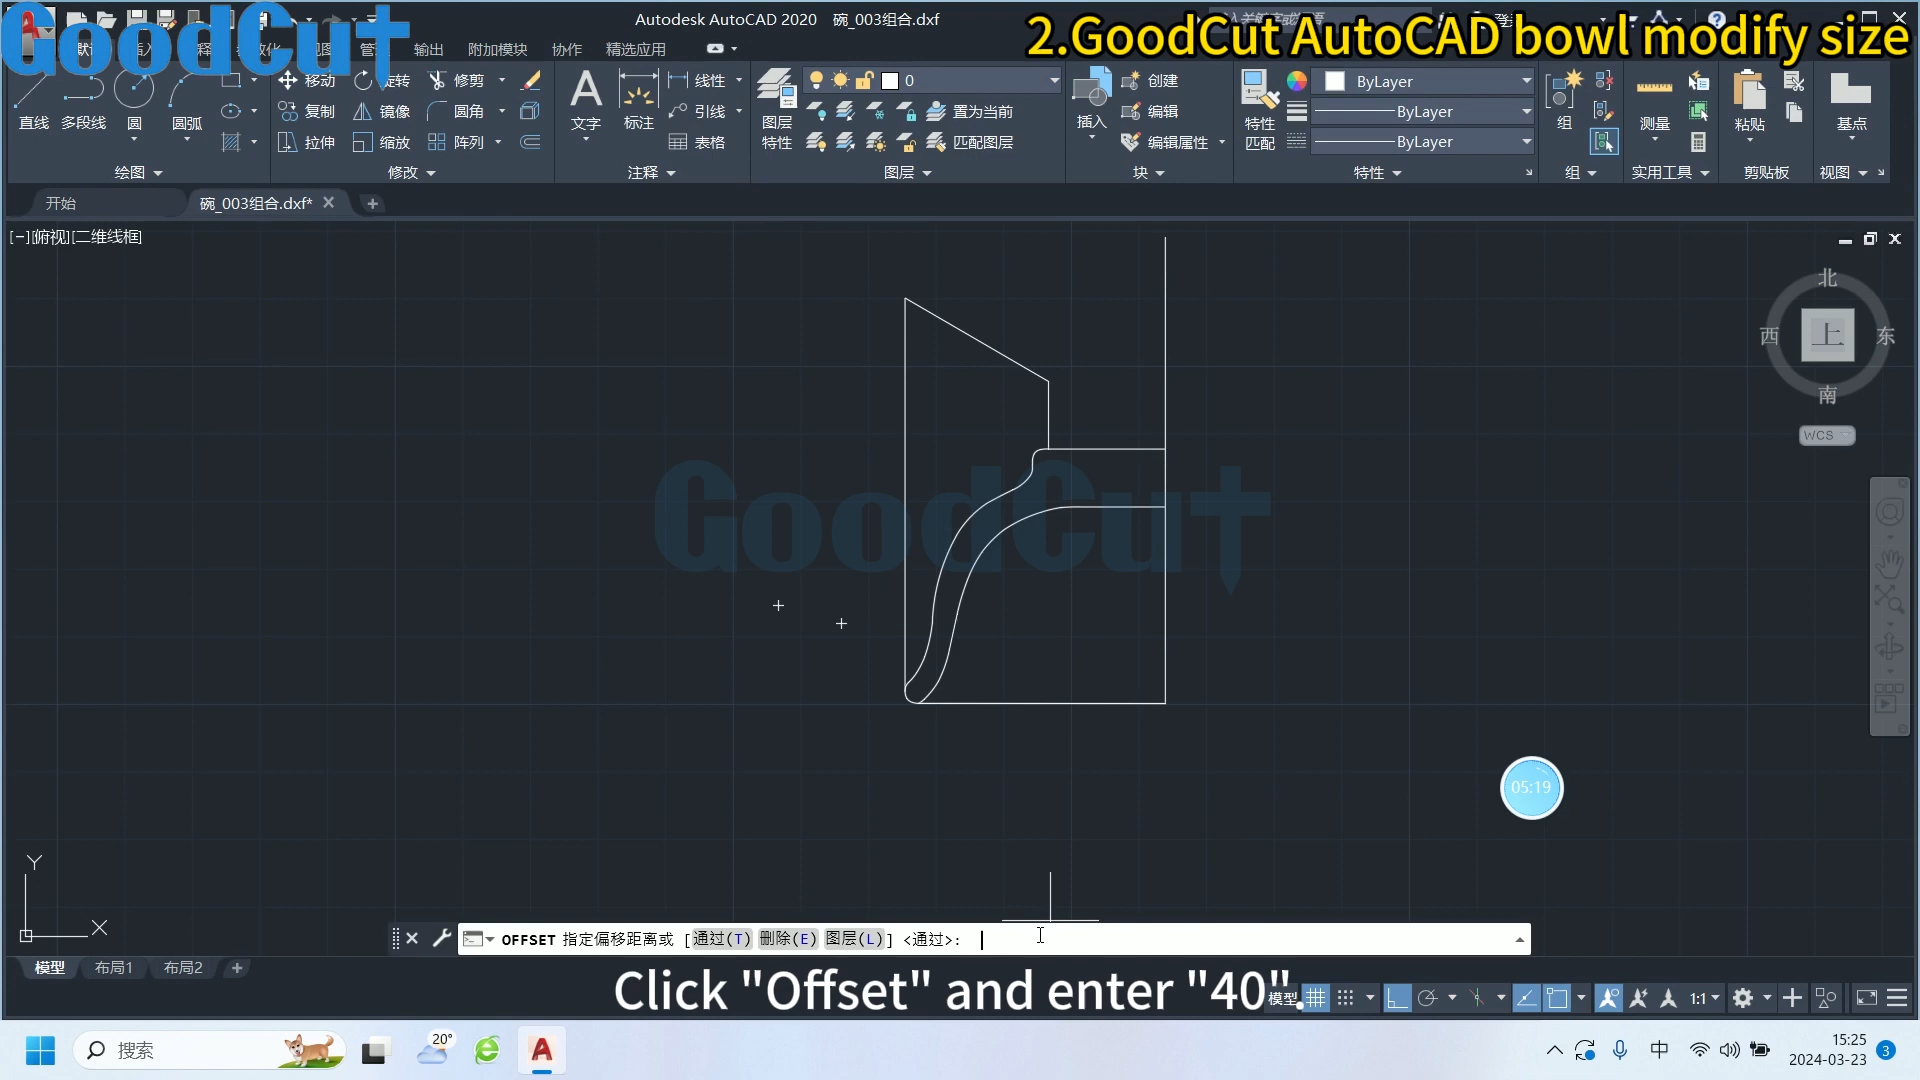 Autodesk AutoCAD 2020 碗_003组合.dxf
GoodCut
2.GoodCut AutoCAD bowl modify size
输出 附加模块 协作 精选应用
移动 旋转 修剪 线性 0 创建 ByLayer
直线 多段线 圆 圆弧 复制 镜像 圆角 文字 标注 引线 图层特性 置为当前 插入 编辑 特性匹配 ByLayer 组 测量 粘贴 基点
拉伸 缩放 阵列 表格 匹配图层 编辑属性 ByLayer
绘图 修改 注释 图层 块 特性 组 实用工具 剪贴板 视图
开始 碗_003组合.dxf*
[−][俯视][二维线框]
北
西 上 东
南
WCS
GoodCut
05:19
Y
X
OFFSET 指定偏移距离或 [通过(T) 删除(E) 图层(L)] <通过>:
模型 布局1 布局2
Click "Offset" and enter "40".
模型 1:1
搜索 20° 中 15:25
2024-03-23 3